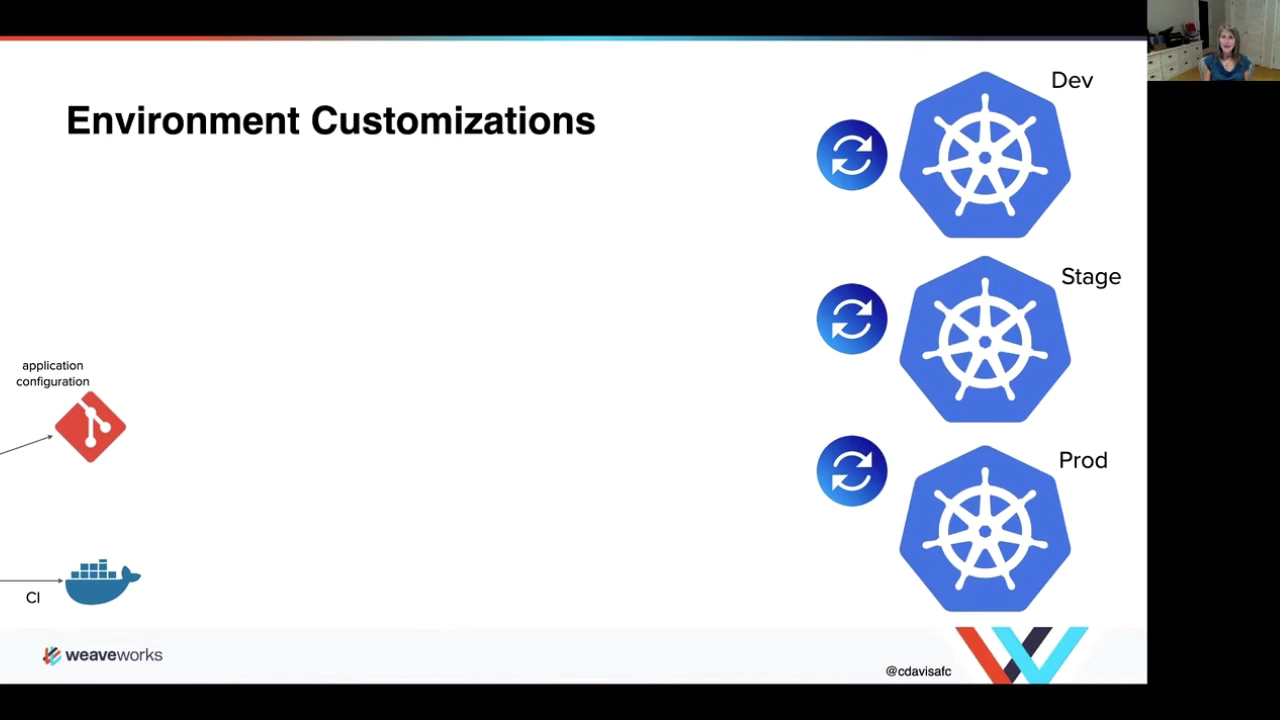 Environment Customizations
Dev
Stage
application
configuration
Prod
CI
weaveworks
@cdavisafc